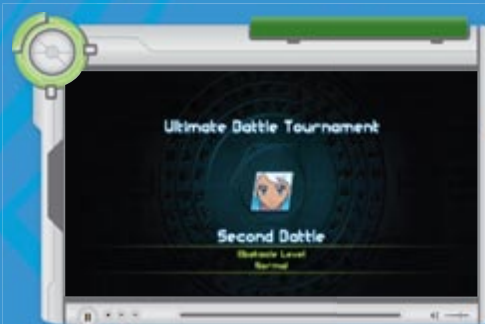 Ultimate Battle Tournament
Second Battle
Obstacle Level
Normal